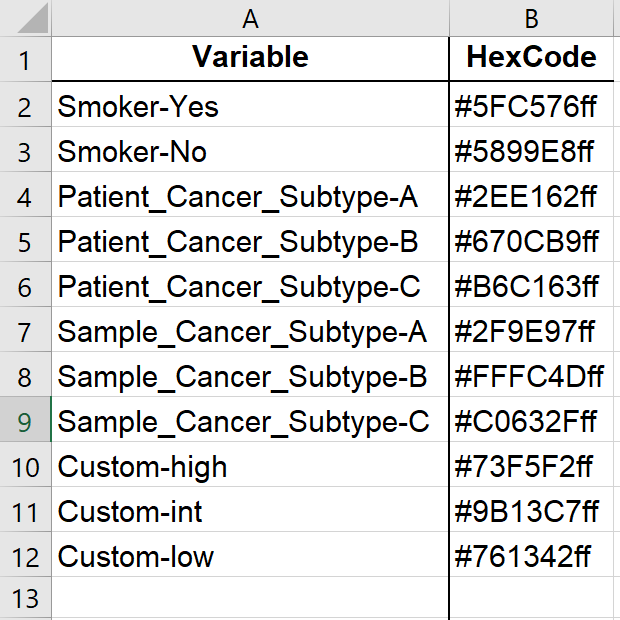 A B
1 Variable HexCode
2 Smoker-Yes #5FC576ff
3 Smoker-No #5899E8ff
4 Patient_Cancer_Subtype-A #2EE162ff
5 Patient_Cancer_Subtype-B #670CB9ff
6 Patient_Cancer_Subtype-C #B6C163ff
7 Sample_Cancer_Subtype-A #2F9E97ff
8 Sample_Cancer_Subtype-B #FFFC4Dff
9 Sample_Cancer_Subtype-C #C0632Fff
10 Custom-high #73F5F2ff
11 Custom-int #9B13C7ff
12 Custom-low #761342ff
13